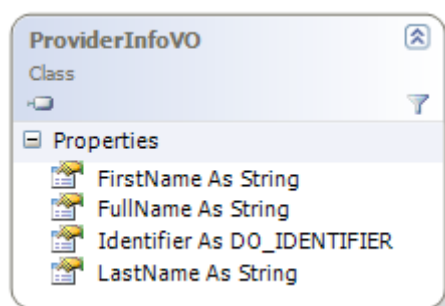 ProviderInfoVO
Class
Properties
FirstName As String
FullName As String
Identifier As DO_IDENTIFIER
LastName As String